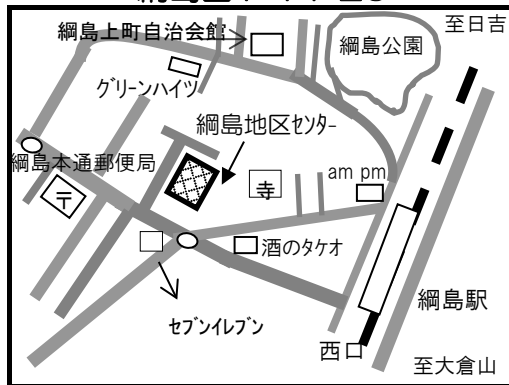 綱島上町自治会館
至日吉
綱島公園
グリーンハイツ
綱島地区センター
綱島本通郵便局
am pm
寺
〒
酒のタケオ
セブンイレブン
綱島駅
西口
至大倉山